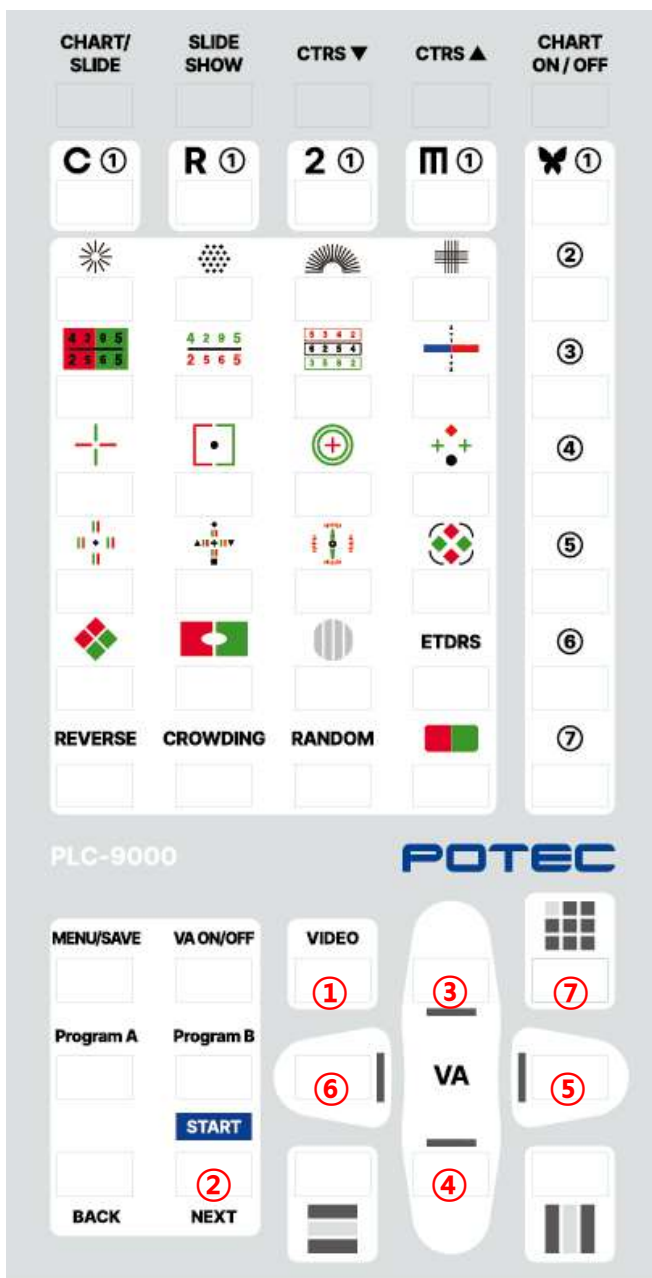 CHART/ SLIDE CTRS ▼ CTRS ▲ CHART
SLIDE SHOW ON / OFF
C ① R ① 2 ① m ① ①
②
4 3 9 5 4 2 9 5 5 3 4 2
2 5 6 5 2 5 6 5 6 2 5 4 ③
3 5 8 2
④
⑤
ETDRS ⑥
REVERSE CROWDING RANDOM ⑦
PLC-9000 POTEC
MENU/SAVE VA ON/OFF VIDEO
① ③ ⑦
Program A Program B
⑥ VA ⑤
START
② ④
BACK NEXT